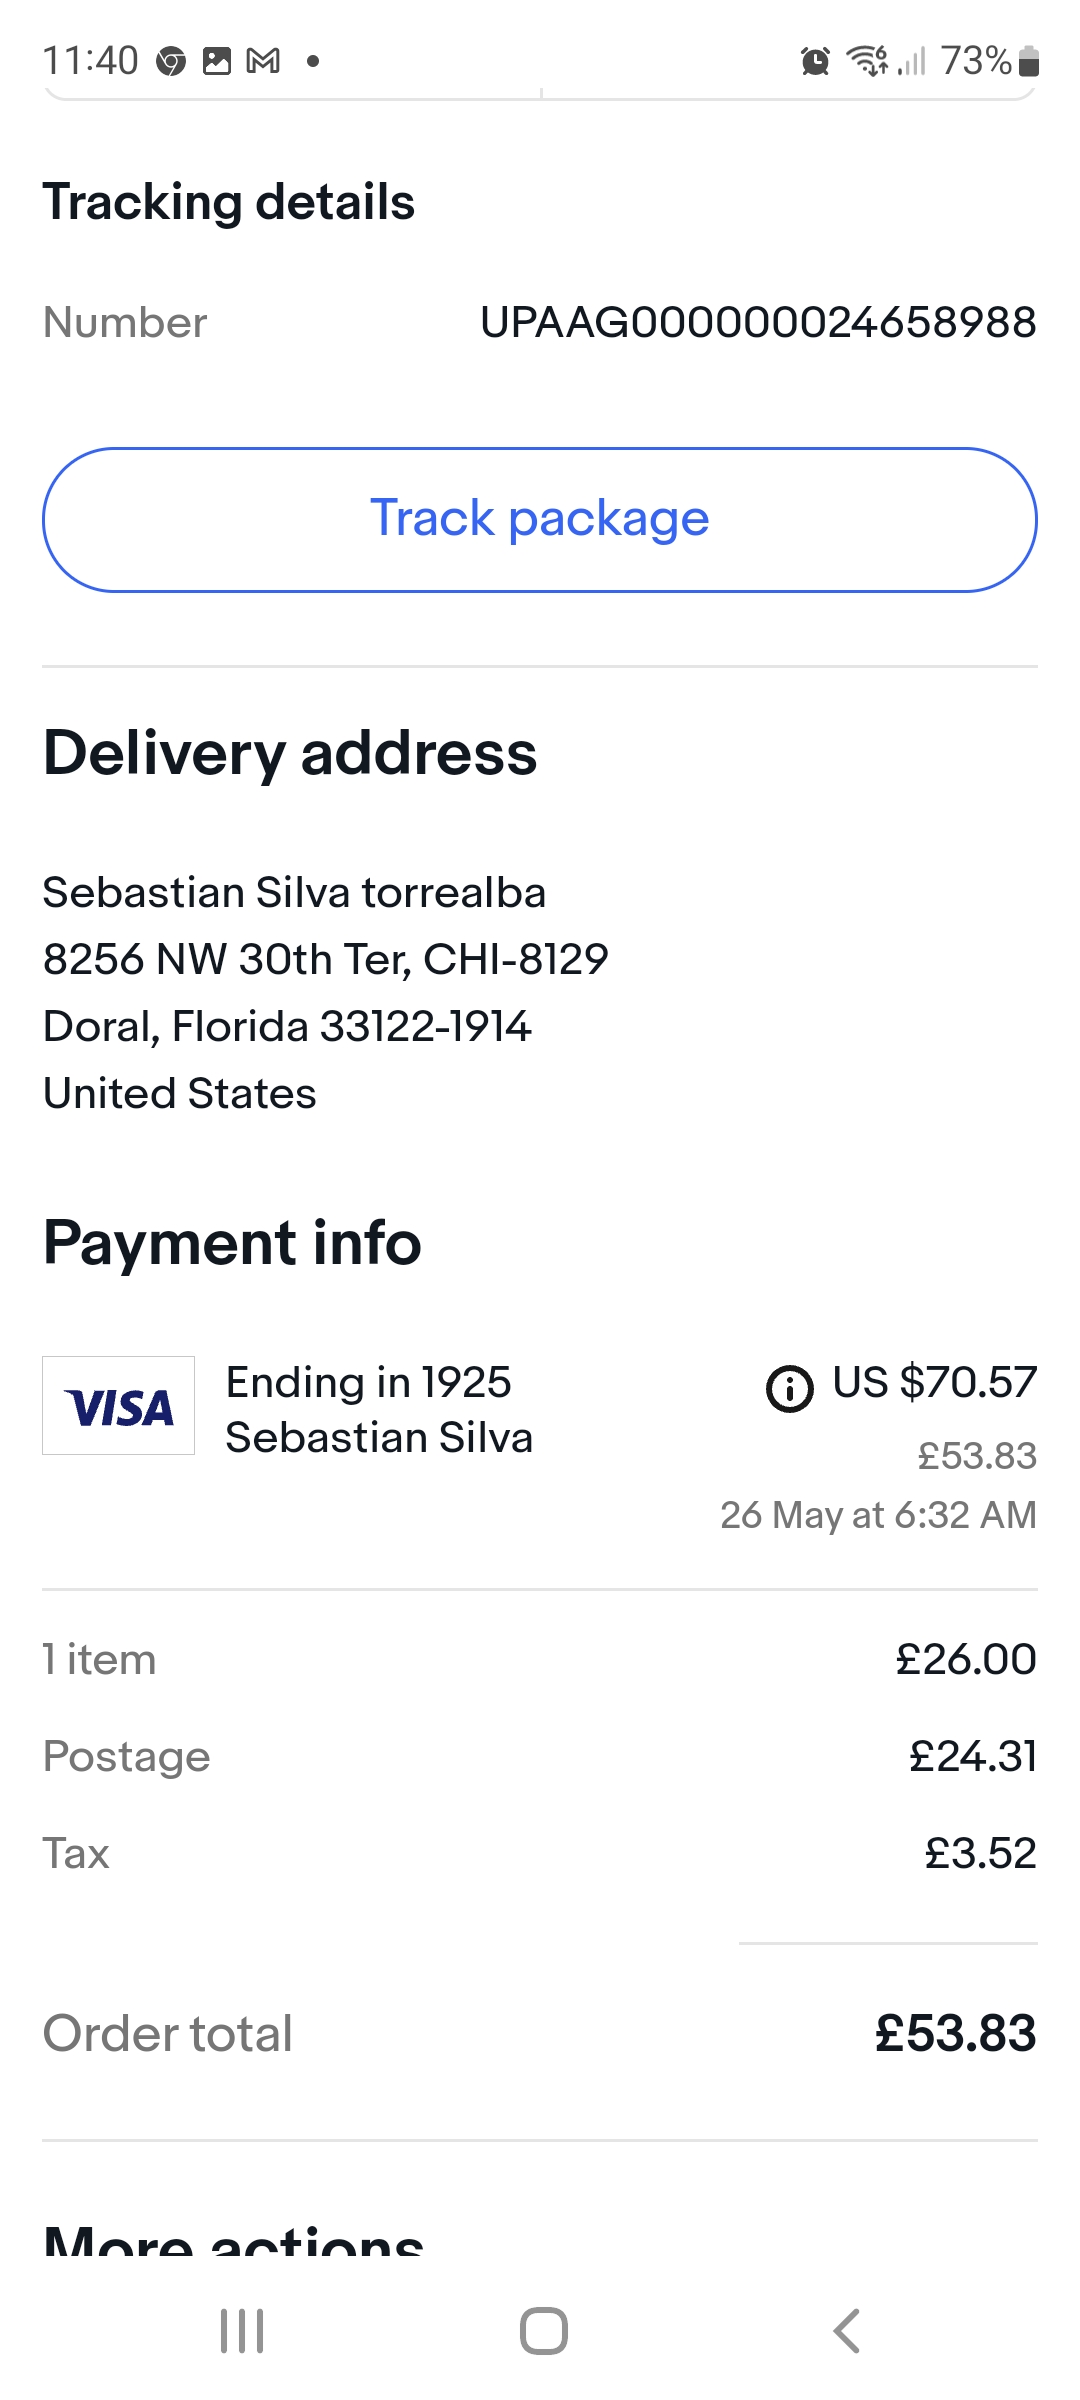 11:40 73%
Tracking details
Number UPAAG000000024658988
Track package
Delivery address
Sebastian Silva torrealba
8256 NW 30th Ter, CHI-8129
Doral, Florida 33122-1914
United States
Payment info
VISA Ending in 1925 US $70.57
Sebastian Silva £53.83
26 May at 6:32 AM
1 item £26.00
Postage £24.31
Tax £3.52
Order total £53.83
More actions